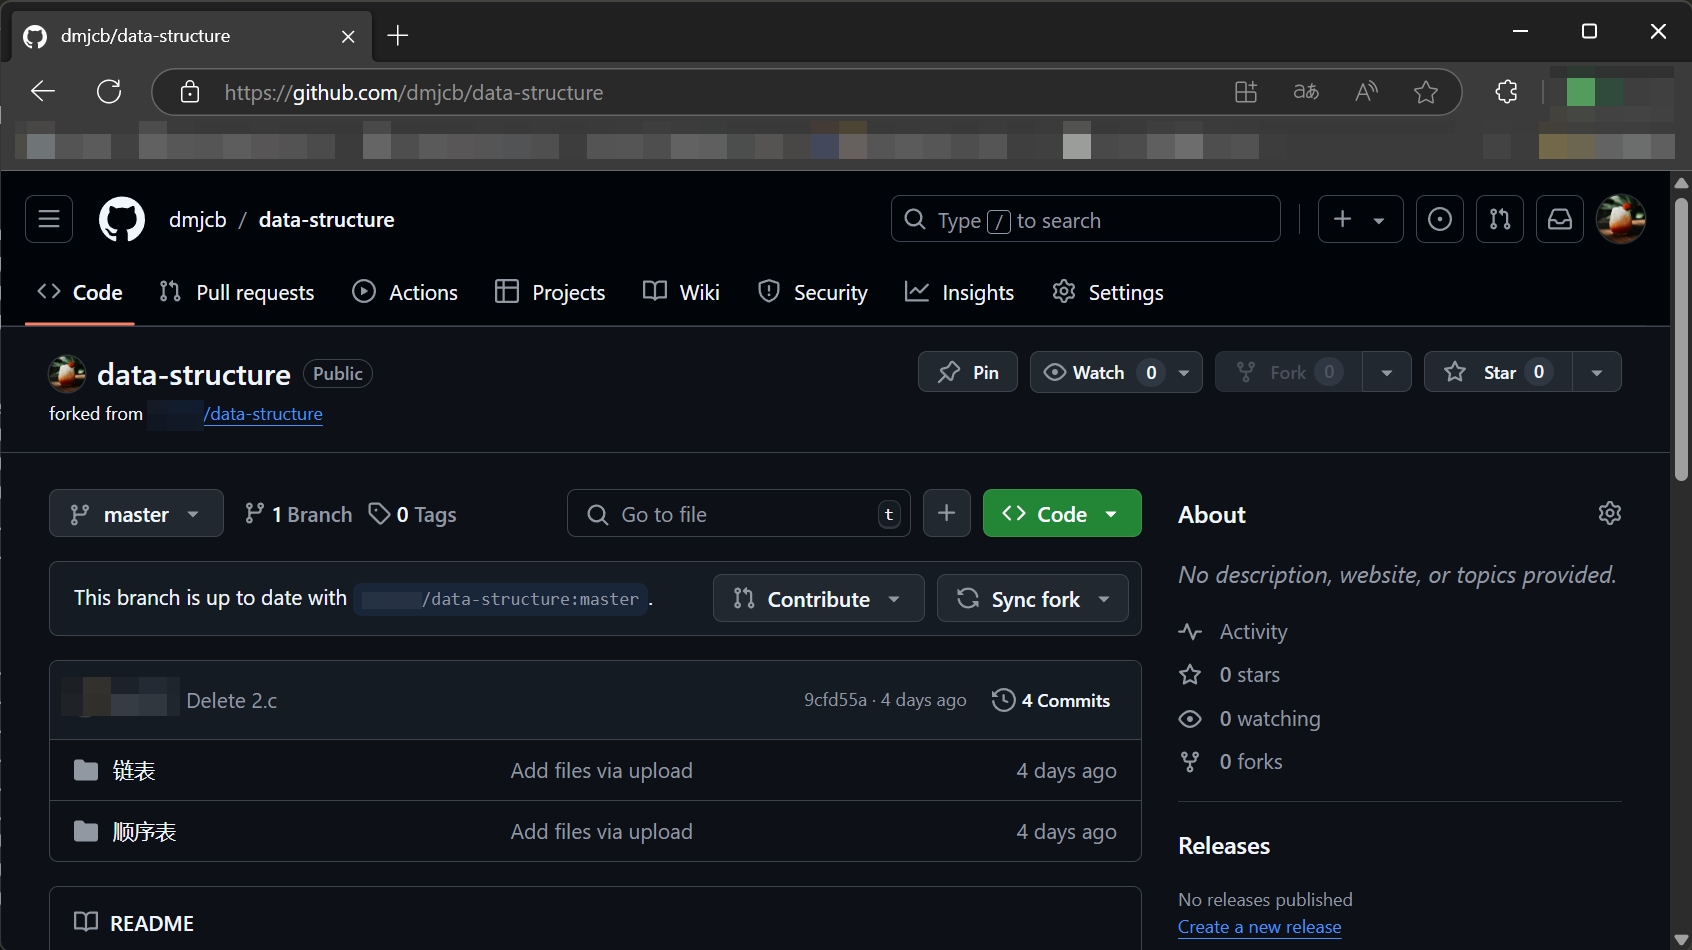 dmjcb/data-structure
https://github.com/dmjcb/data-structure
aあ
dmjcb / data-structure
Type / to search
Code Pull requests Actions Projects Wiki Security Insights Settings
data-structure Public
Pin Watch 0 Fork 0 Star 0
forked from /data-structure
master 1 Branch 0 Tags Go to file t Code
About
No description, website, or topics provided.
This branch is up to date with /data-structure:master . Contribute Sync fork
Activity
0 stars
0 watching
0 forks
Delete 2.c 9cfd55a · 4 days ago 4 Commits
链表 Add files via upload 4 days ago
顺序表 Add files via upload 4 days ago
Releases
No releases published
Create a new release
README